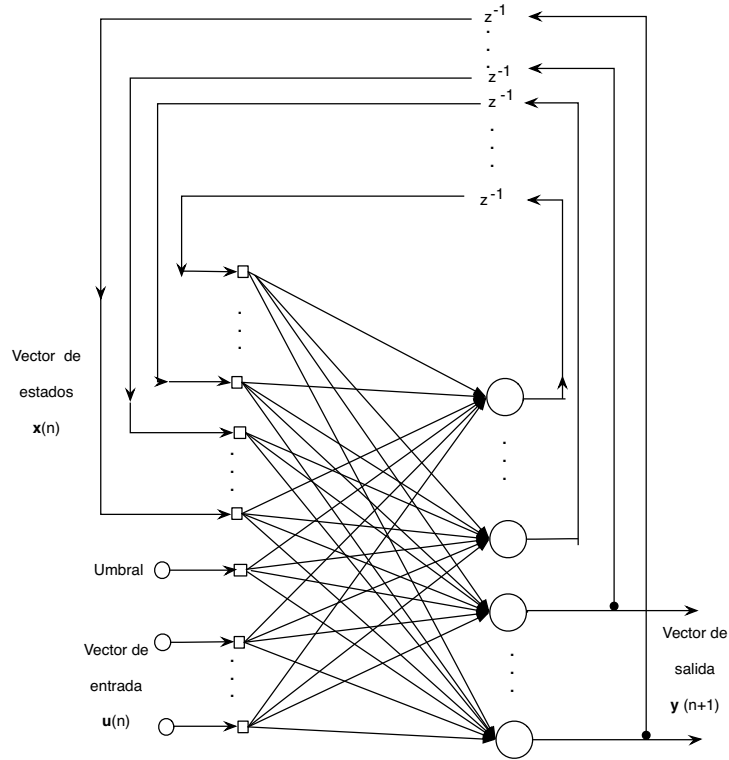 z-1
z-1
z-1
z-1
Vector de
estados
x(n)
Umbral
Vector de
entrada
u(n)
Vector de
salida
y (n+1)